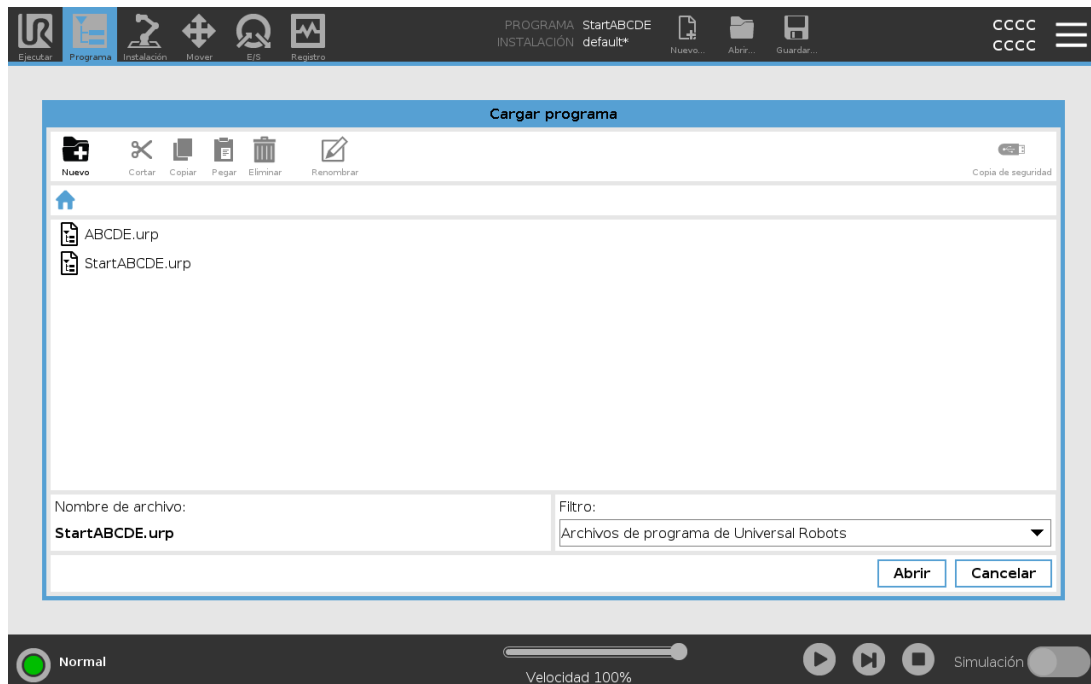 PROGRAMA StartABCDE
INSTALACIÓN default*
Ejecutar Programa Instalación Mover E/S Registro Nuevo... Abrir... Guardar...
CCCC
CCCC
Cargar programa
Nuevo Cortar Copiar Pegar Eliminar Renombrar Copia de seguridad
ABCDE.urp
StartABCDE.urp
Nombre de archivo: Filtro:
StartABCDE.urp Archivos de programa de Universal Robots
Abrir Cancelar
Normal
Velocidad 100%
Simulación